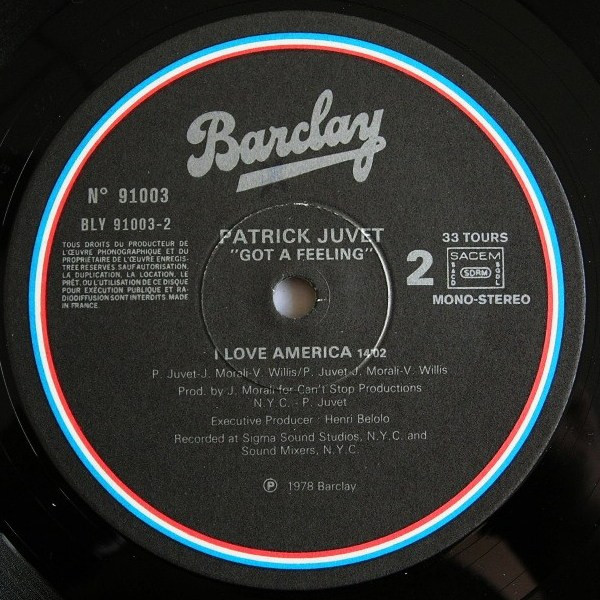 Barclay
N° 91003
BLY 91003-2
TOUS DROITS DU PRODUCTEUR DE
L'ŒUVRE PHONOGRAPHIQUE ET DU
PROPRIÉTAIRE DE L'ŒUVRE ENREGIS-
TRÉE RÉSERVÉS. SAUF AUTORISATION,
LA DUPLICATION, LA LOCATION, LE
PRÊT, OU L'UTILISATION DE CE DISQUE
POUR EXÉCUTION PUBLIQUE ET RA-
DIODIFFUSION SONT INTERDITS. MADE
IN FRANCE.
PATRICK JUVET
"GOT A FEELING"
2
33 TOURS
SACEM
SACD
SDRM
SGDL
MONO-STEREO
I LOVE AMERICA 14'02
P. Juvet-J. Morali-V. Willis/P. Juvet-J. Morali-V. Willis
Prod. by J. Morali for Can't Stop Productions
N.Y.C. - P. Juvet
Executive Producer : Henri Belolo
Recorded at Sigma Sound Studios, N.Y.C. and
Sound Mixers, N.Y.C
Ⓟ 1978 Barclay